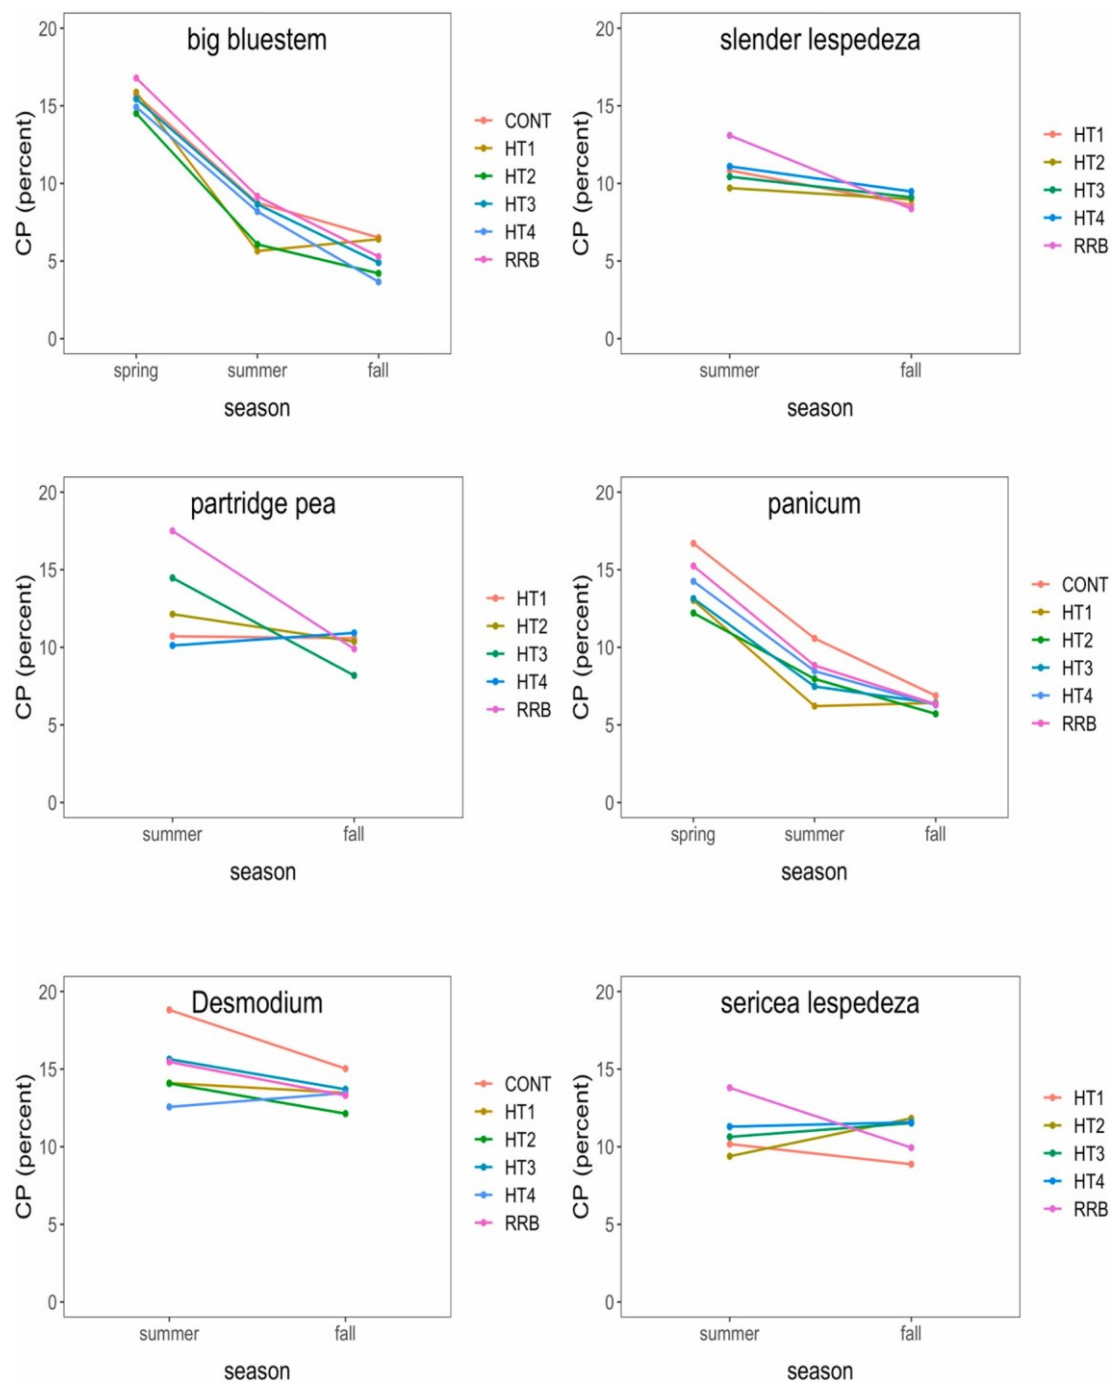 big bluestem
CP (percent)
20
15
10
5
0
spring summer fall
season
CONT
HT1
HT2
HT3
HT4
RRB
slender lespedeza
CP (percent)
20
15
10
5
0
summer fall
season
HT1
HT2
HT3
HT4
RRB
partridge pea
CP (percent)
20
15
10
5
0
summer fall
season
HT1
HT2
HT3
HT4
RRB
panicum
CP (percent)
20
15
10
5
0
spring summer fall
season
CONT
HT1
HT2
HT3
HT4
RRB
Desmodium
CP (percent)
20
15
10
5
0
summer fall
season
CONT
HT1
HT2
HT3
HT4
RRB
sericea lespedeza
CP (percent)
20
15
10
5
0
summer fall
season
HT1
HT2
HT3
HT4
RRB